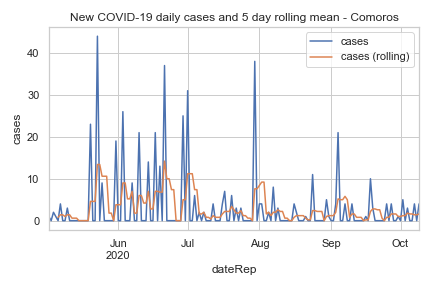 New COVID-19 daily cases and 5 day rolling mean - Comoros
cases
cases (rolling)
40
30
20
10
0
cases
Jun
2020
Jul
Aug
Sep
Oct
dateRep